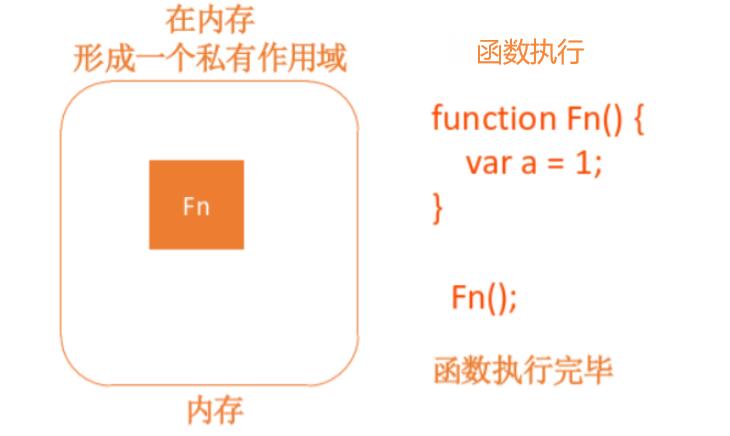 在内存
形成一个私有作用域
Fn
内存
函数执行
function Fn() {
var a = 1;
}
Fn();
函数执行完毕